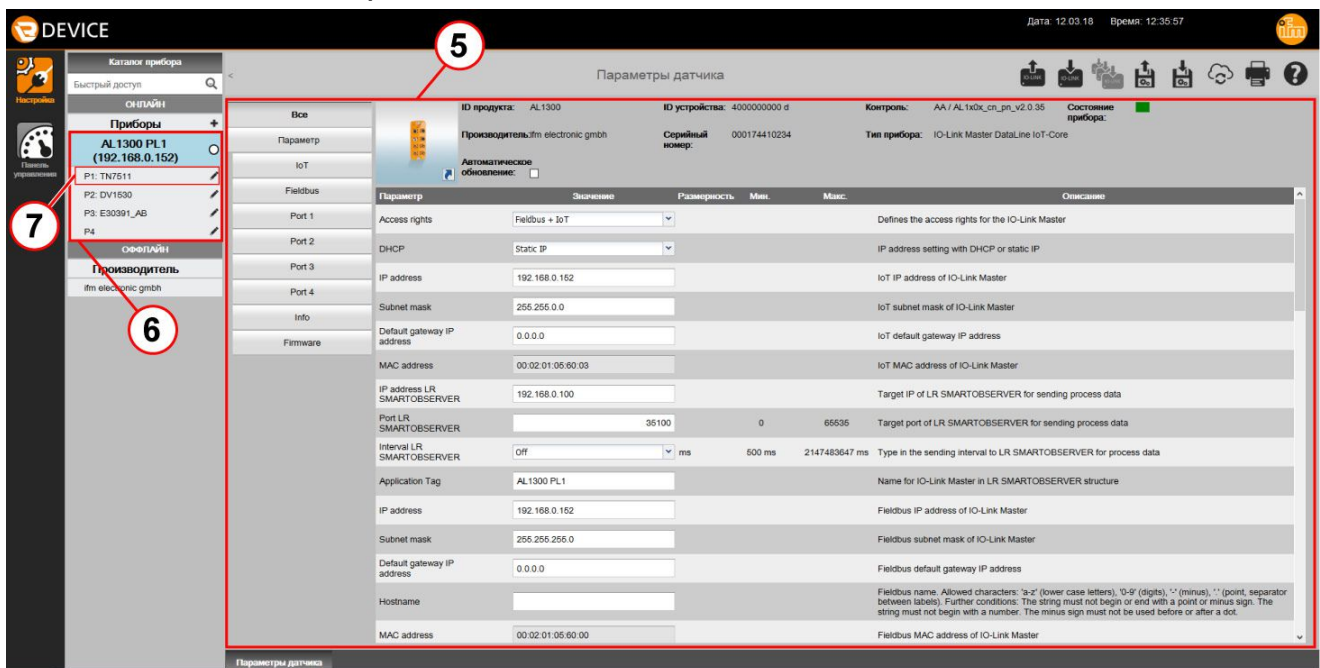 DEVICE
Дата: 12.03.18 Время: 12:35:57
ifm
5
Каталог прибора
Быстрый доступ
Настройка
ОНЛАЙН
Приборы +
Панель управления
AL1300 PL1
(192.168.0.152)
P1: TN7511
P2: DV1530
P3: E30391_AB
P4
7
ОФФЛАЙН
Производитель
ifm electronic gmbh
6
<
Параметры датчика
IO-LINK
IO-LINK
?
Все
Параметр
IoT
Fieldbus
Port 1
Port 2
Port 3
Port 4
Info
Firmware
ID продукта: AL1300 ID устройства: 4000000000 d Контроль: AA / AL1x0x_cn_pn_v2.0.35 Состояние прибора:
Производитель: ifm electronic gmbh Серийный номер: 000174410234 Тип прибора: IO-Link Master DataLine IoT-Core
Автоматическое обновление:
Параметр Значение Размерность Мин. Макс. Описание
Access rights Fieldbus + IoT Defines the access rights for the IO-Link Master
DHCP Static IP IP address setting with DHCP or static IP
IP address 192.168.0.152 IoT IP address of IO-Link Master
Subnet mask 255.255.0.0 IoT subnet mask of IO-Link Master
Default gateway IP address 0.0.0.0 IoT default gateway IP address
MAC address 00:02:01:05:60:03 IoT MAC address of IO-Link Master
IP address LR SMARTOBSERVER 192.168.0.100 Target IP of LR SMARTOBSERVER for sending process data
Port LR SMARTOBSERVER 35100 0 65535 Target port of LR SMARTOBSERVER for sending process data
Interval LR SMARTOBSERVER Off ms 500 ms 2147483647 ms Type in the sending interval to LR SMARTOBSERVER for process data
Application Tag AL1300 PL1 Name for IO-Link Master in LR SMARTOBSERVER structure
IP address 192.168.0.152 Fieldbus IP address of IO-Link Master
Subnet mask 255.255.255.0 Fieldbus subnet mask of IO-Link Master
Default gateway IP address 0.0.0.0 Fieldbus default gateway IP address
Hostname Fieldbus name. Allowed characters: 'a-z' (lower case letters), '0-9' (digits), '-' (minus), '.' (point, separator
between labels). Further conditions: The string must not begin or end with a point or minus sign. The
string must not begin with a number. The minus sign must not be used before or after a dot.
MAC address 00:02:01:05:60:00 Fieldbus MAC address of IO-Link Master
Параметры датчика